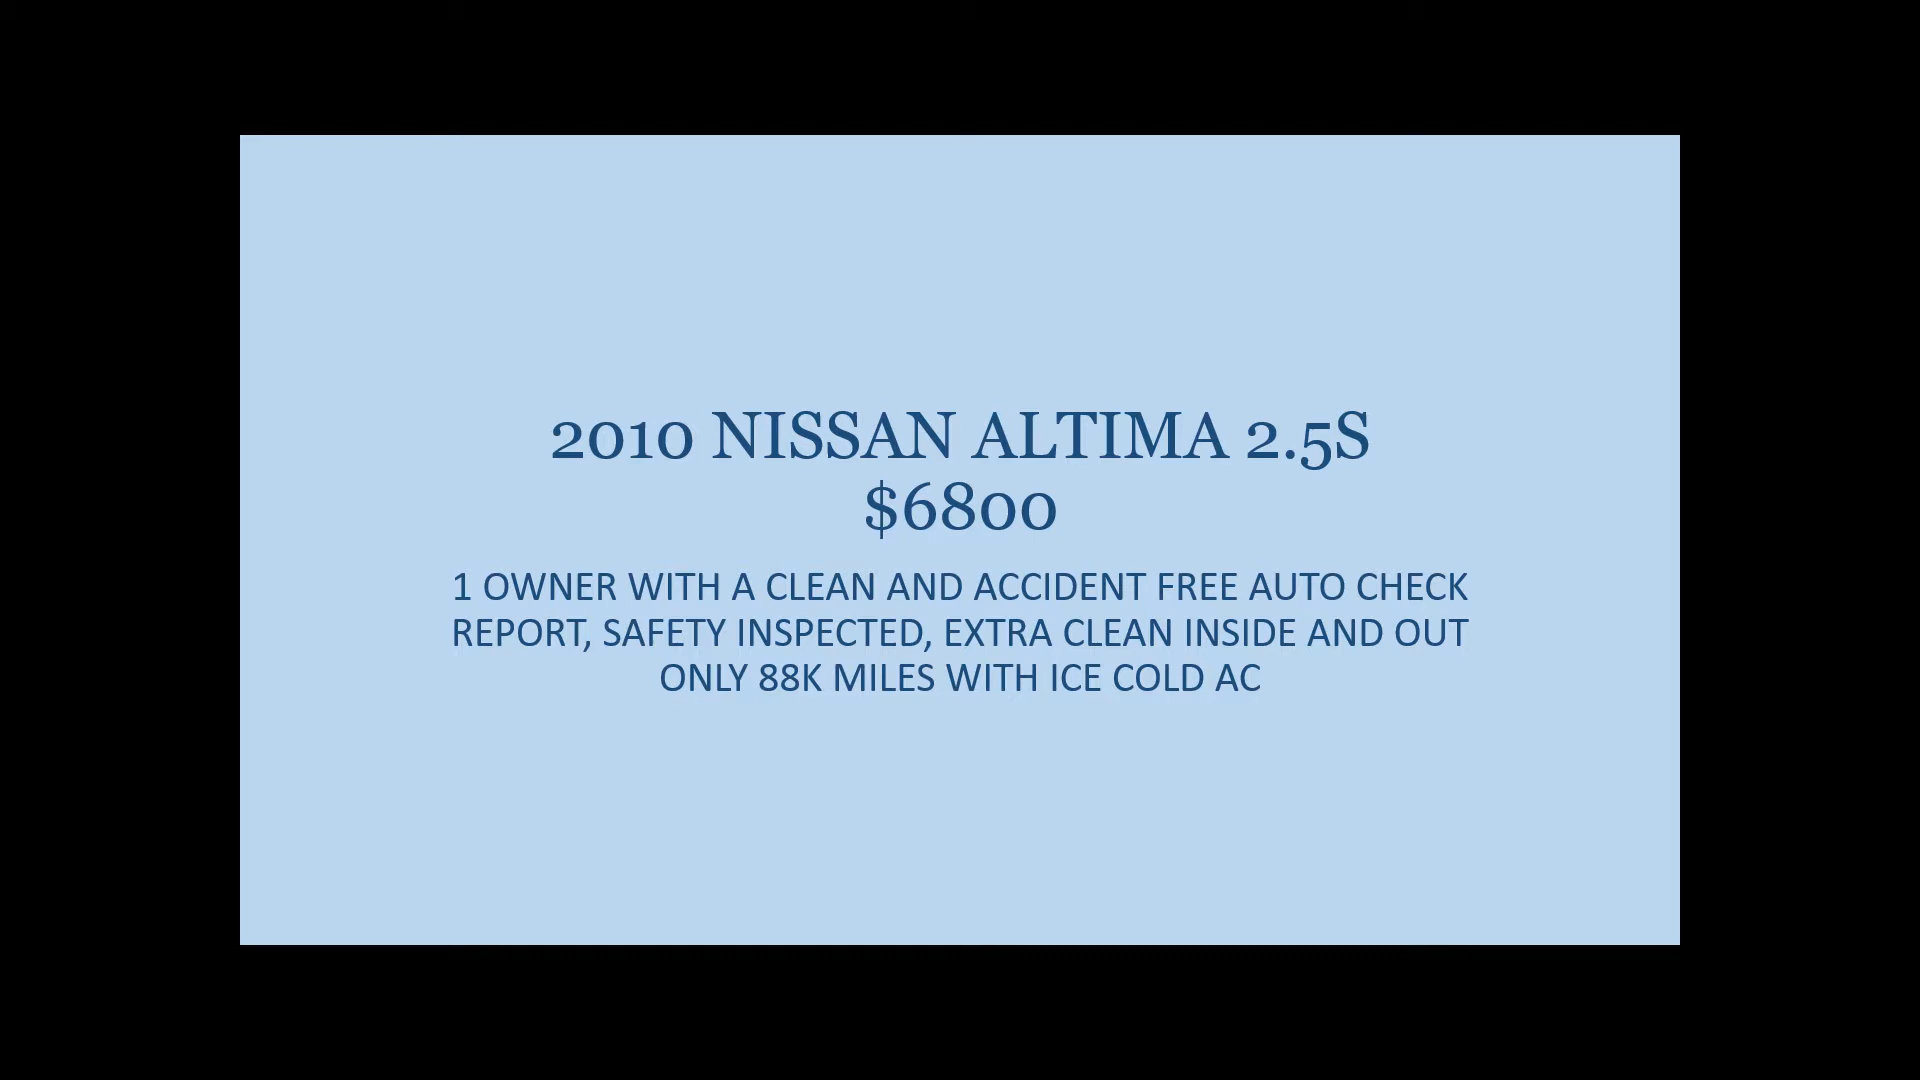 2010 NISSAN ALTIMA 2.5S
$6800
1 OWNER WITH A CLEAN AND ACCIDENT FREE AUTO CHECK
REPORT, SAFETY INSPECTED, EXTRA CLEAN INSIDE AND OUT
ONLY 88K MILES WITH ICE COLD AC